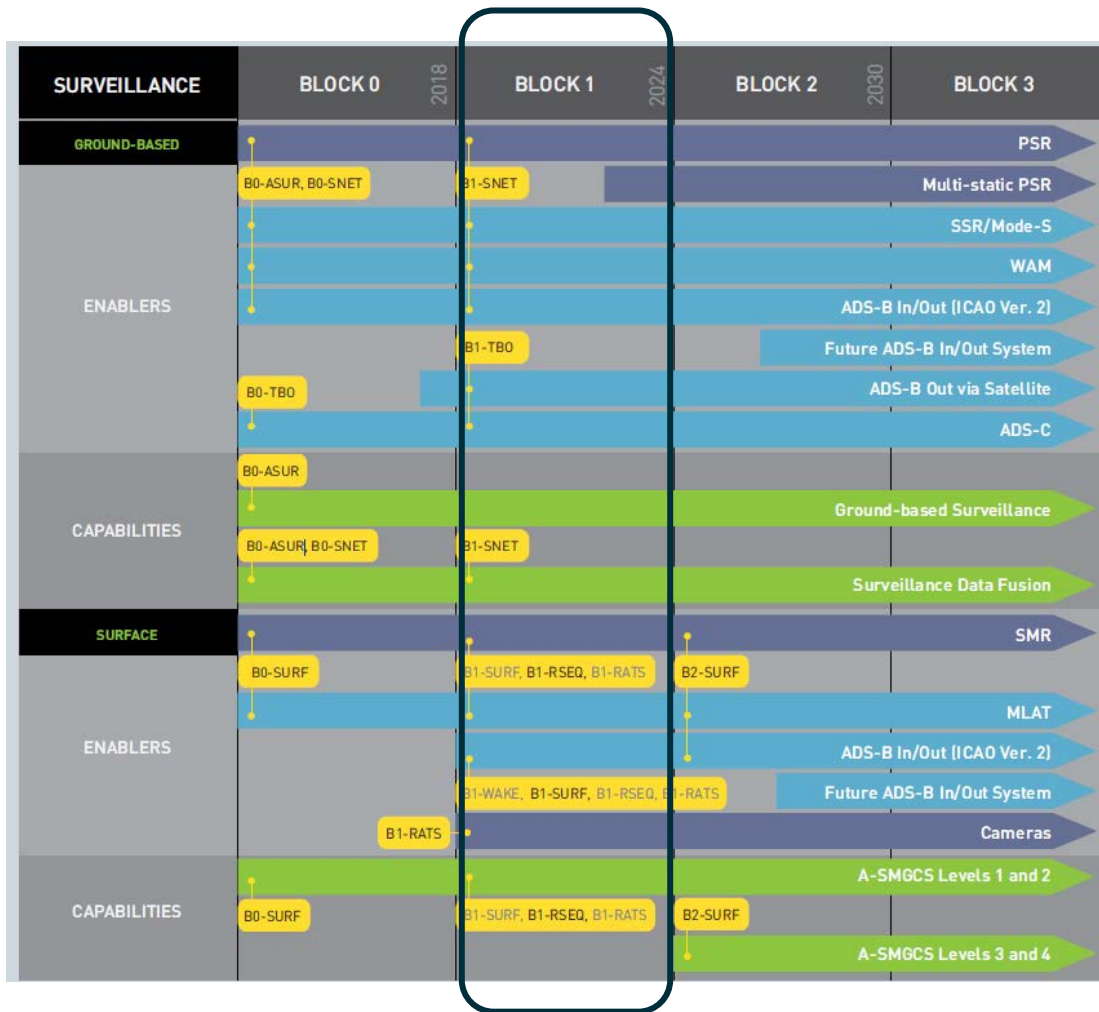 SURVEILLANCE BLOCK 0 2018 BLOCK 1 2024 BLOCK 2 2030 BLOCK 3
GROUND-BASED
PSR
B0-ASUR, B0-SNET
B1-SNET
Multi-static PSR
SSR/Mode-S
WAM
ENABLERS
ADS-B In/Out (ICAO Ver. 2)
B1-TBO
Future ADS-B In/Out System
B0-TBO
ADS-B Out via Satellite
ADS-C
B0-ASUR
Ground-based Surveillance
CAPABILITIES
B0-ASUR, B0-SNET
B1-SNET
Surveillance Data Fusion
SURFACE
SMR
B0-SURF
B1-SURF, B1-RSEQ, B1-RATS
B2-SURF
MLAT
ENABLERS
ADS-B In/Out (ICAO Ver. 2)
B1-WAKE, B1-SURF, B1-RSEQ, B1-RATS
Future ADS-B In/Out System
B1-RATS
Cameras
A-SMGCS Levels 1 and 2
CAPABILITIES
B0-SURF
B1-SURF, B1-RSEQ, B1-RATS
B2-SURF
A-SMGCS Levels 3 and 4